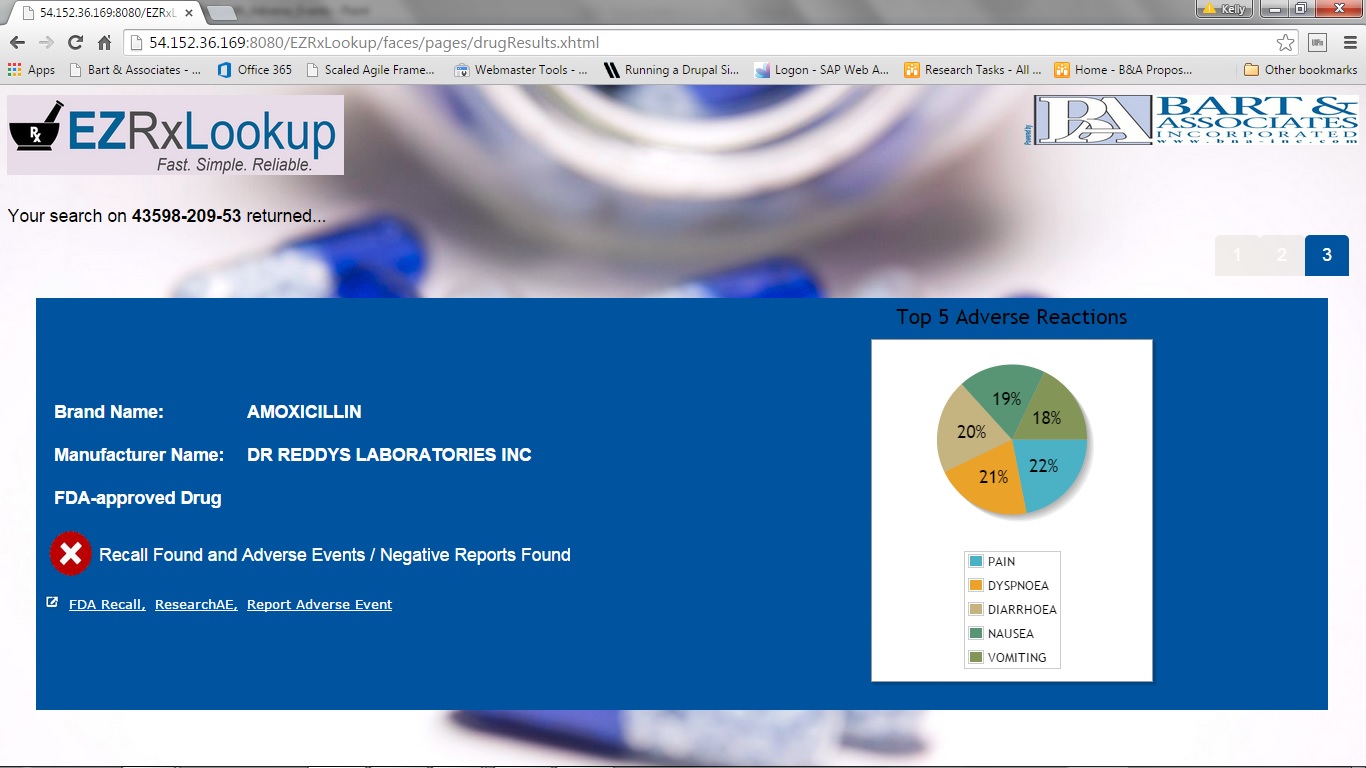 54.152.36.169:8080/EZRxL
Kelly
54.152.36.169:8080/EZRxLookup/faces/pages/drugResults.xhtml
Apps Bart & Associates - ... Office 365 Scaled Agile Frame... Webmaster Tools - ... Running a Drupal Si... Logon - SAP Web A... Research Tasks - All ... Home - B&A Propos... Other bookmarks
Rx
EZRxLookup
Fast. Simple. Reliable.
Powered by
BA
BART &
ASSOCIATES
INCORPORATED
www.bna-inc.com
Your search on 43598-209-53 returned...
1 2 3
Top 5 Adverse Reactions
19%
18%
20%
22%
21%
Brand Name: AMOXICILLIN
Manufacturer Name: DR REDDYS LABORATORIES INC
FDA-approved Drug
Recall Found and Adverse Events / Negative Reports Found
FDA Recall, ResearchAE, Report Adverse Event
PAIN
DYSPNOEA
DIARRHOEA
NAUSEA
VOMITING